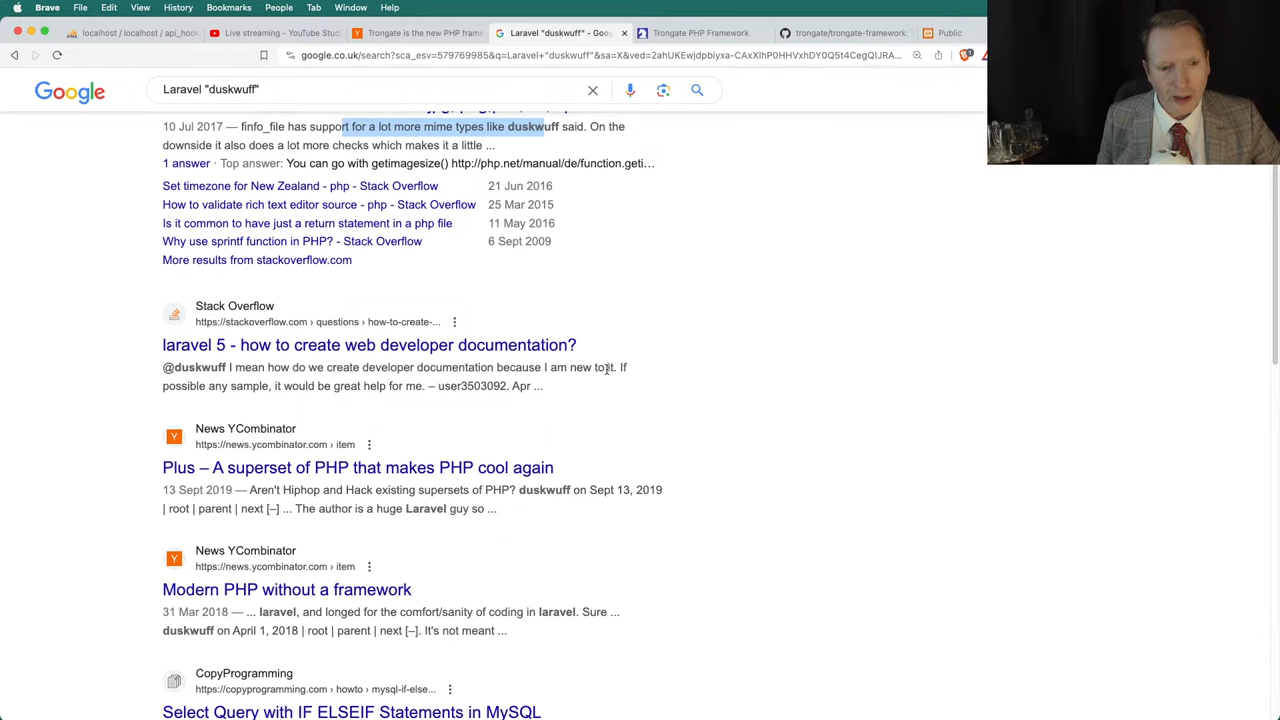 Brave File Edit View History Bookmarks People Tab Window Help
localhost / localhost / api_hook
Live streaming - YouTube Studio
Trongate is the new PHP frame
Laravel "duskwuff" - Goo
Trongate PHP Framework
trongate/trongate-framework:
Public
google.co.uk/search?sca_esv=579769985&q=Laravel+"duskwuff"&sa=X&ved=2ahUKEwjdpbiyxa-CAxXIhP0HHVxhDY0Q5t4CegQIJRA...
Google
Laravel "duskwuff"
10 Jul 2017 — finfo_file has support for a lot more mime types like duskwuff said. On the
downside it also does a lot more checks which makes it a little ...
1 answer · Top answer: You can go with getimagesize() http://php.net/manual/de/function.geti…
Set timezone for New Zealand - php - Stack Overflow 21 Jun 2016
How to validate rich text editor source - php - Stack Overflow 25 Mar 2015
Is it common to have just a return statement in a php file 11 May 2016
Why use sprintf function in PHP? - Stack Overflow 6 Sept 2009
More results from stackoverflow.com
Stack Overflow
https://stackoverflow.com › questions › how-to-create-...
laravel 5 - how to create web developer documentation?
@duskwuff I mean how do we create developer documentation because I am new to it. If
possible any sample, it would be great help for me. – user3503092. Apr ...
News YCombinator
https://news.ycombinator.com › item
Plus – A superset of PHP that makes PHP cool again
13 Sept 2019 — Aren't Hiphop and Hack existing supersets of PHP? duskwuff on Sept 13, 2019
| root | parent | next [–] ... The author is a huge Laravel guy so ...
News YCombinator
https://news.ycombinator.com › item
Modern PHP without a framework
31 Mar 2018 — ... laravel, and longed for the comfort/sanity of coding in laravel. Sure ...
duskwuff on April 1, 2018 | root | parent | next [–]. It's not meant ...
CopyProgramming
https://copyprogramming.com › howto › mysql-if-else...
Select Query with IF ELSEIF Statements in MySQL